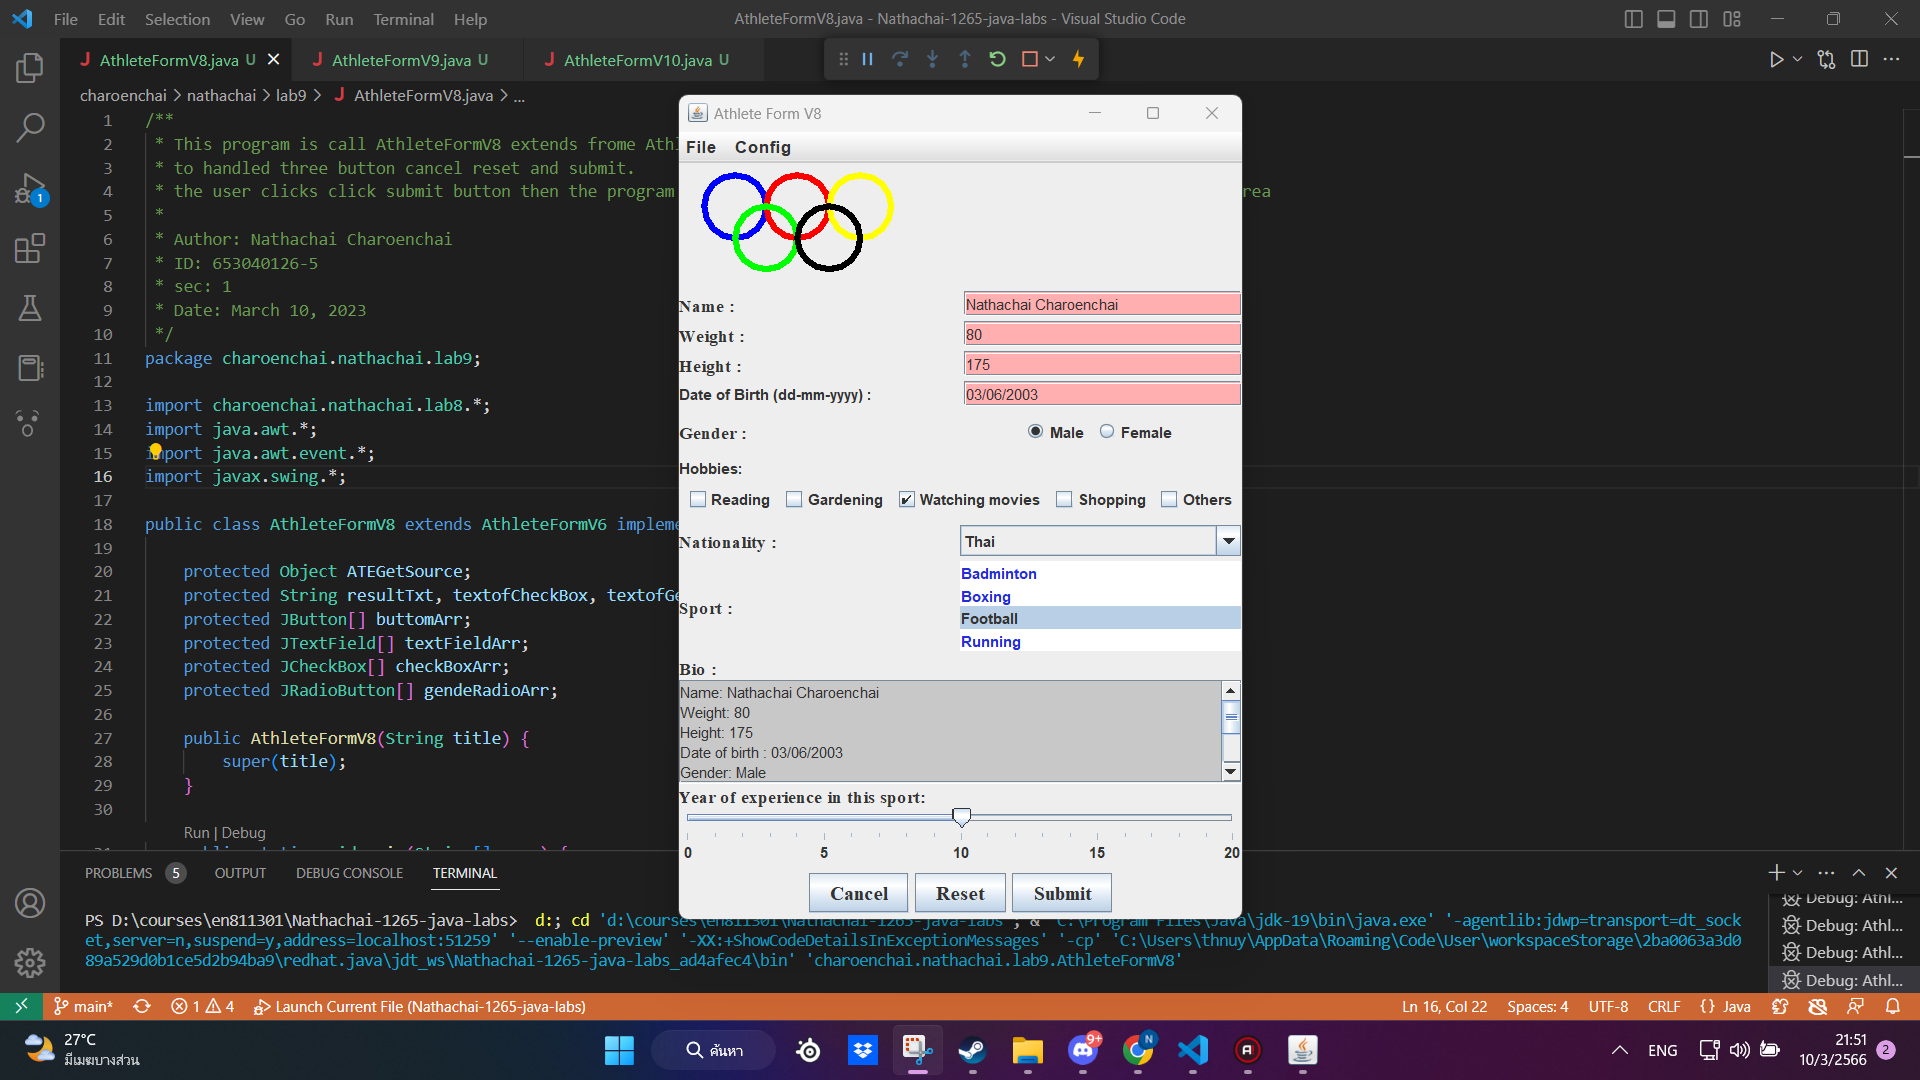 File Edit Selection View Go Run Terminal Help
AthleteFormV8.java - Nathachai-1265-java-labs - Visual Studio Code
AthleteFormV8.java U
AthleteFormV9.java U
AthleteFormV10.java U
charoenchai > nathachai > lab9 > AthleteFormV8.java > ...
1 /**
2 * This program is call AthleteFormV8 extends frome Athl
3 * to handled three button cancel reset and submit.
4 * the user clicks click submit button then the program rea
5 *
6 * Author: Nathachai Charoenchai
7 * ID: 653040126-5
8 * sec: 1
9 * Date: March 10, 2023
10 */
11 package charoenchai.nathachai.lab9;
12
13 import charoenchai.nathachai.lab8.*;
14 import java.awt.*;
15 import java.awt.event.*;
16 import javax.swing.*;
17
18 public class AthleteFormV8 extends AthleteFormV6 impleme
19
20 protected Object ATEGetSource;
21 protected String resultTxt, textofCheckBox, textofGe
22 protected JButton[] buttomArr;
23 protected JTextField[] textFieldArr;
24 protected JCheckBox[] checkBoxArr;
25 protected JRadioButton[] gendeRadioArr;
26
27 public AthleteFormV8(String title) {
28 super(title);
29 }
30
Run | Debug
Athlete Form V8
File Config
Name : Nathachai Charoenchai
Weight : 80
Height : 175
Date of Birth (dd-mm-yyyy) : 03/06/2003
Gender : Male Female
Hobbies:
Reading Gardening Watching movies Shopping Others
Nationality : Thai
Sport :
Badminton
Boxing
Football
Running
Bio :
Name: Nathachai Charoenchai
Weight: 80
Height: 175
Date of birth : 03/06/2003
Gender: Male
Year of experience in this sport:
0 5 10 15 20
Cancel Reset Submit
PROBLEMS 5 OUTPUT DEBUG CONSOLE TERMINAL
PS D:\courses\en811301\Nathachai-1265-java-labs> d:; cd 'd:\courses\en811301\Nathachai-1265-java-labs'; & 'C:\Program Files\Java\jdk-19\bin\java.exe' '-agentlib:jdwp=transport=dt_sock
et,server=n,suspend=y,address=localhost:51259' '--enable-preview' '-XX:+ShowCodeDetailsInExceptionMessages' '-cp' 'C:\Users\thnuy\AppData\Roaming\Code\User\workspaceStorage\2ba0063a3d0
89a529d0b1ce5d2b94ba9\redhat.java\jdt_ws\Nathachai-1265-java-labs_ad4afec4\bin' 'charoenchai.nathachai.lab9.AthleteFormV8'
Debug: Athl...
Debug: Athl...
Debug: Athl...
Debug: Athl...
main* 1 4 Launch Current File (Nathachai-1265-java-labs)
Ln 16, Col 22 Spaces: 4 UTF-8 CRLF {} Java
27°C
มีเมฆบางส่วน
ค้นหา
9+
N
ENG
21:51
10/3/2566
2
1